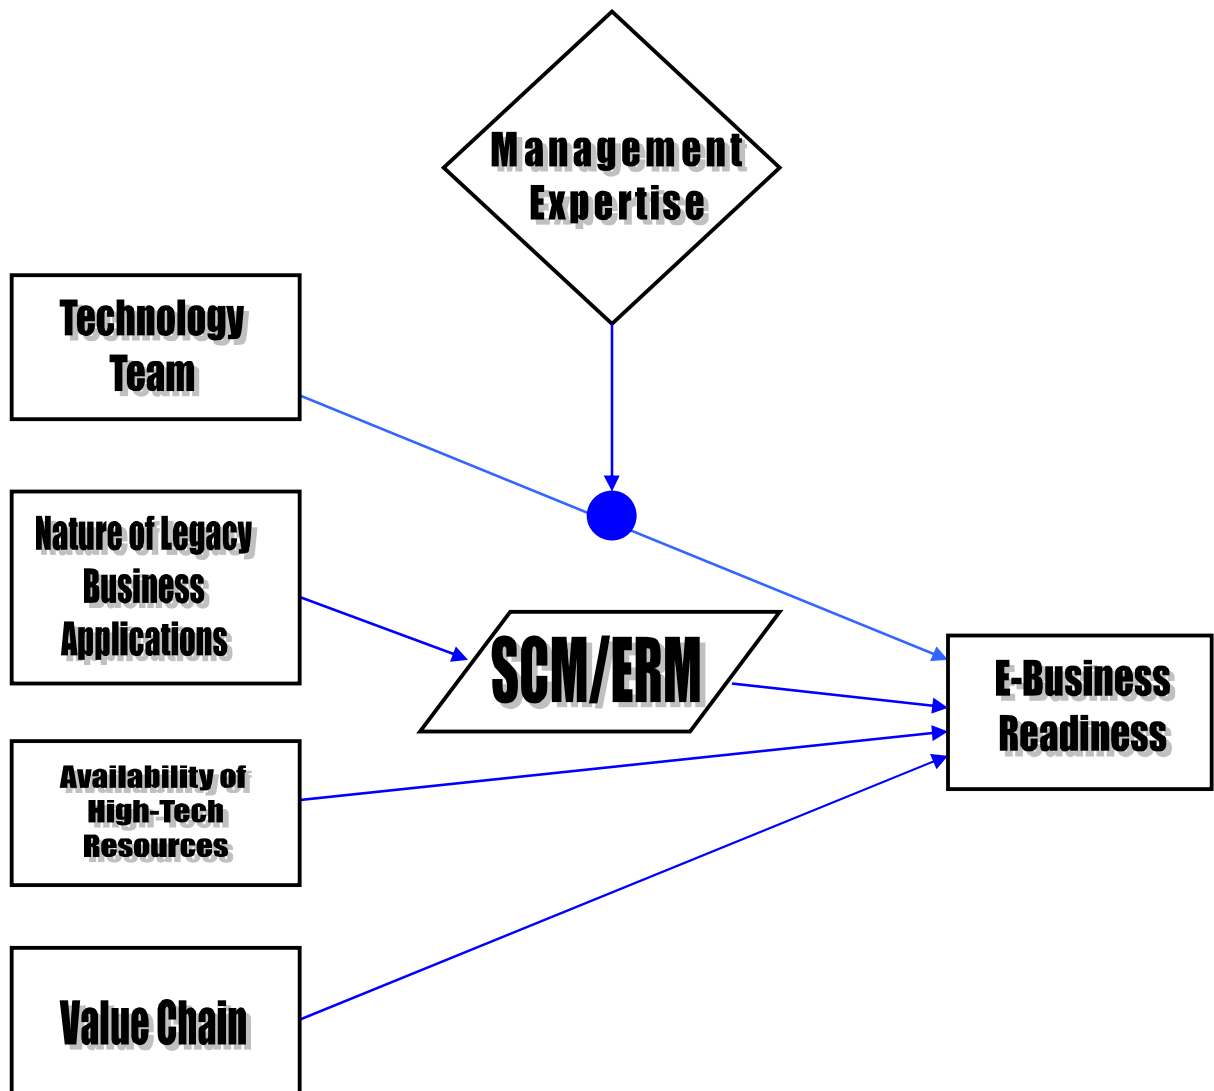 Management
Expertise
Technology
Team
Nature of Legacy
Business
Applications
SCM/ERM
E-Business
Readiness
Availability of
High-Tech
Resources
Value Chain